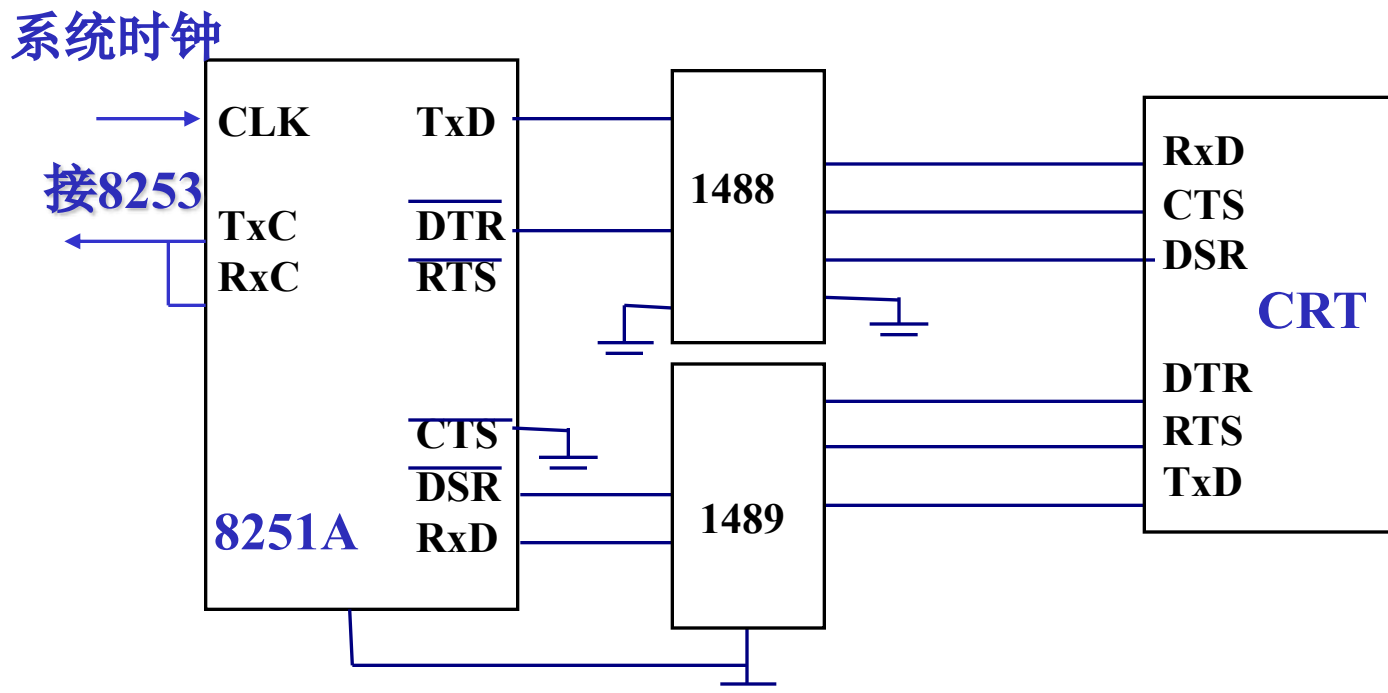 系统时钟
CLK
接8253
TxC
RxC
8251A
TxD
DTR
RTS
CTS
DSR
RxD
1488
1489
RxD
CTS
DSR
CRT
DTR
RTS
TxD